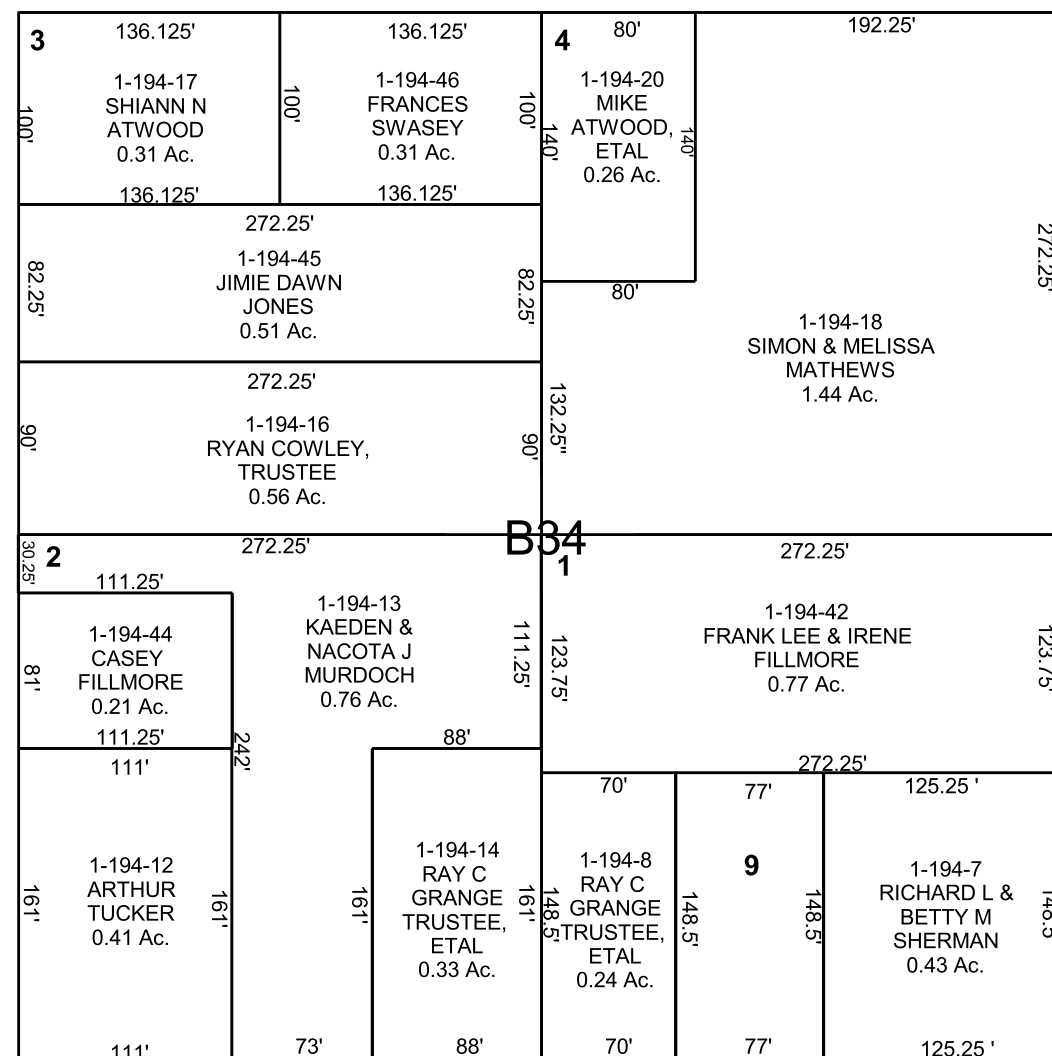 3
136.125'
1-194-17
SHIANN N
ATWOOD
0.31 Ac.
100'
100'
136.125'
136.125'
1-194-46
FRANCES
SWASEY
0.31 Ac.
100'
136.125'
4
80'
1-194-20
MIKE
ATWOOD,
ETAL
0.26 Ac.
140'
140'
80'
192.25'
272.25'
1-194-18
SIMON & MELISSA
MATHEWS
1.44 Ac.
132.25"
272.25'
82.25'
1-194-45
JIMIE DAWN
JONES
0.51 Ac.
82.25'
272.25'
90'
1-194-16
RYAN COWLEY,
TRUSTEE
0.56 Ac.
90'
B34
2
30.25'
272.25'
111.25'
1-194-13
KAEDEN &
NACOTA J
MURDOCH
0.76 Ac.
111.25'
1-194-44
CASEY
FILLMORE
0.21 Ac.
81'
111.25'
242'
88'
1
272.25'
1-194-42
FRANK LEE & IRENE
FILLMORE
0.77 Ac.
123.75'
123.75'
272.25'
111'
1-194-12
ARTHUR
TUCKER
0.41 Ac.
161'
161'
111'
73'
161'
1-194-14
RAY C
GRANGE
TRUSTEE,
ETAL
0.33 Ac.
161'
88'
70'
1-194-8
RAY C
GRANGE
TRUSTEE,
ETAL
0.24 Ac.
148.5'
148.5'
70'
77'
9
148.5'
77'
125.25 '
1-194-7
RICHARD L &
BETTY M
SHERMAN
0.43 Ac.
148.5
125.25 '